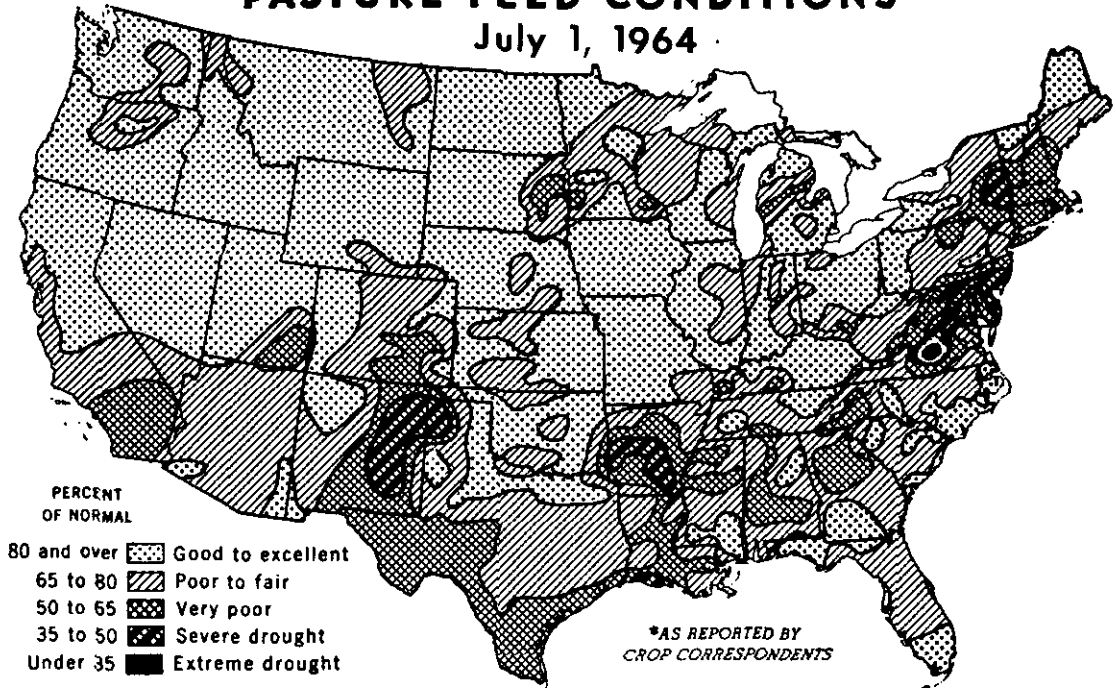 PASTURE FEED CONDITIONS
July 1, 1964
PERCENT
OF NORMAL
80 and over Good to excellent
65 to 80 Poor to fair
50 to 65 Very poor
35 to 50 Severe drought
Under 35 Extreme drought
*AS REPORTED BY
CROP CORRESPONDENTS